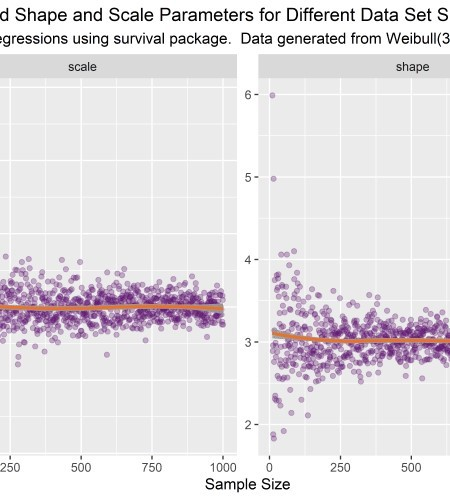 d Shape and Scale Parameters for Different Data Set S
egressions using survival package. Data generated from Weibull(3
scale
shape
6
5
4
3
2
250
500
750
1000
0
250
500
Sample Size